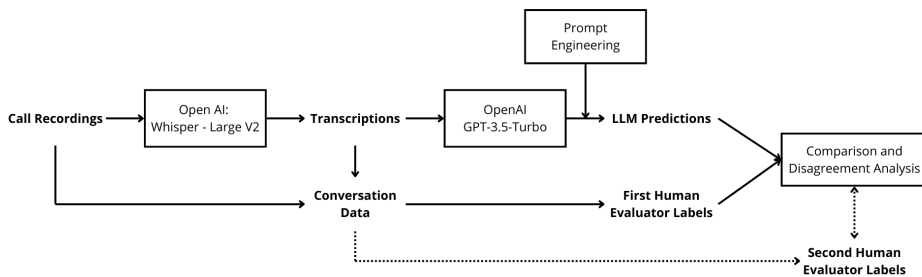 Prompt
Engineering
Call Recordings
Open AI:
Whisper - Large V2
Transcriptions
OpenAI
GPT-3.5-Turbo
LLM Predictions
Comparison and
Disagreement Analysis
Conversation
Data
First Human
Evaluator Labels
Second Human
Evaluator Labels